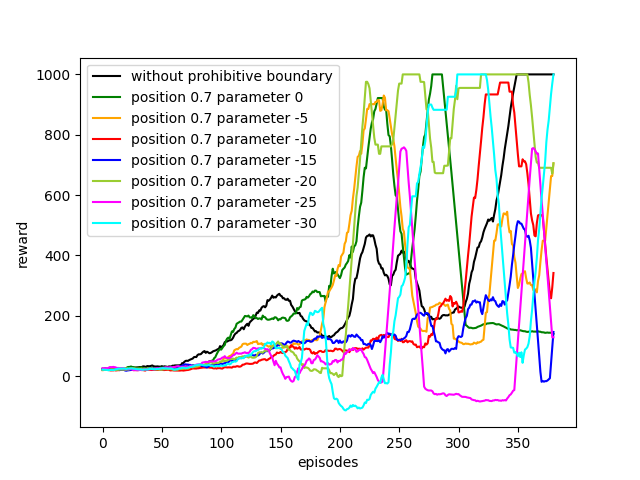 1000
800
600
400
200
0
reward
without prohibitive boundary
position 0.7 parameter 0
position 0.7 parameter -5
position 0.7 parameter -10
position 0.7 parameter -15
position 0.7 parameter -20
position 0.7 parameter -25
position 0.7 parameter -30
0 50 100 150 200 250 300 350
episodes